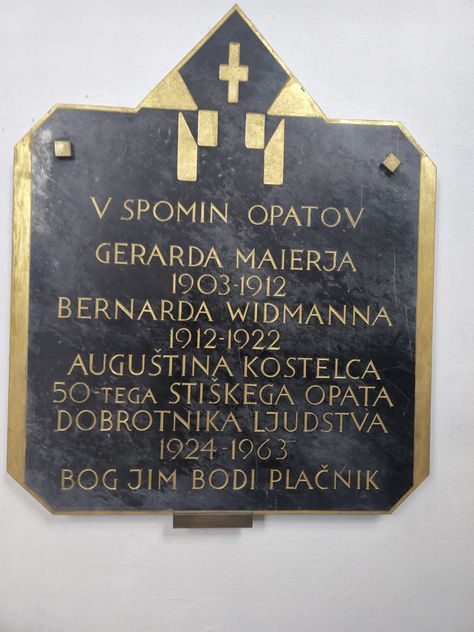 V SPOMIN OPATOV
GERARDA MAIERJA
1903-1912
BERNARDA WIDMANNA
1912-1922
AUGUŠTINA KOSTELCA
50-TEGA STIŠKEGA OPATA
DOBROTNIKA LJUDSTVA
1924-1963
BOG JIM BODI PLAČNIK